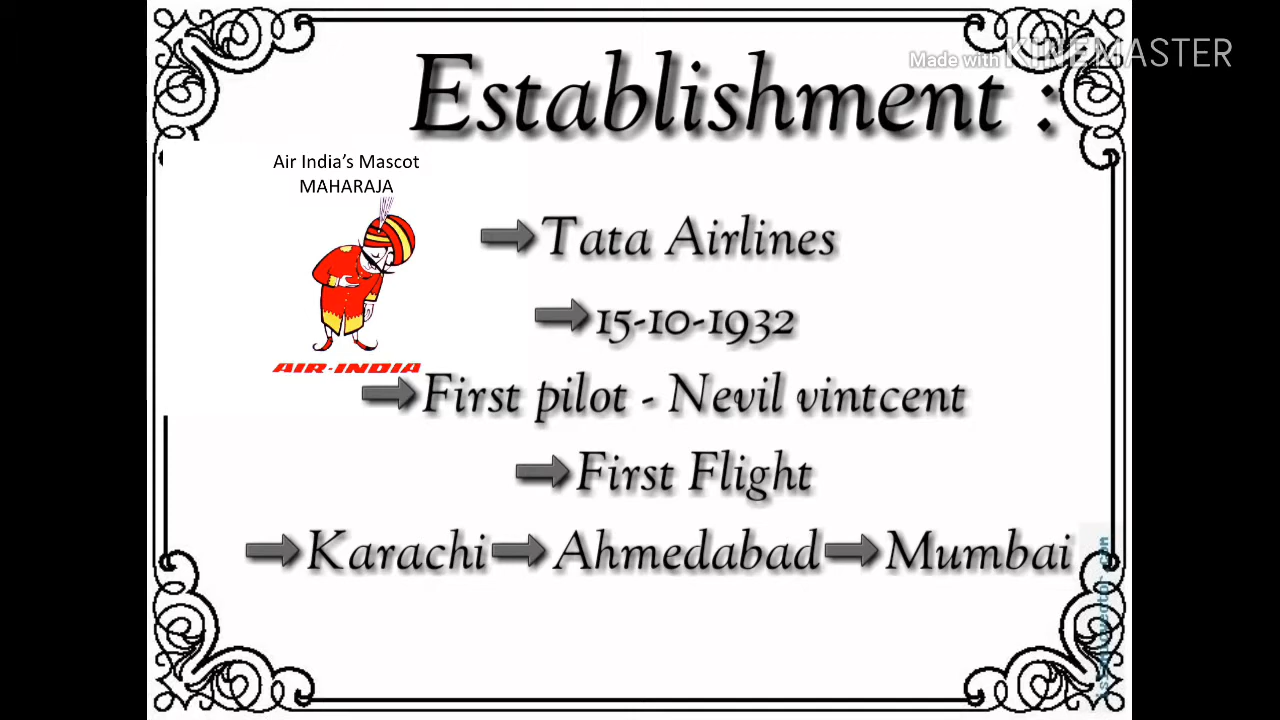 Made with KINEMASTER
Establishment :
Air India's Mascot
MAHARAJA
AIR-INDIA
Tata Airlines
15-10-1932
First pilot - Nevil vintcent
First Flight
Karachi Ahmedabad Mumbai